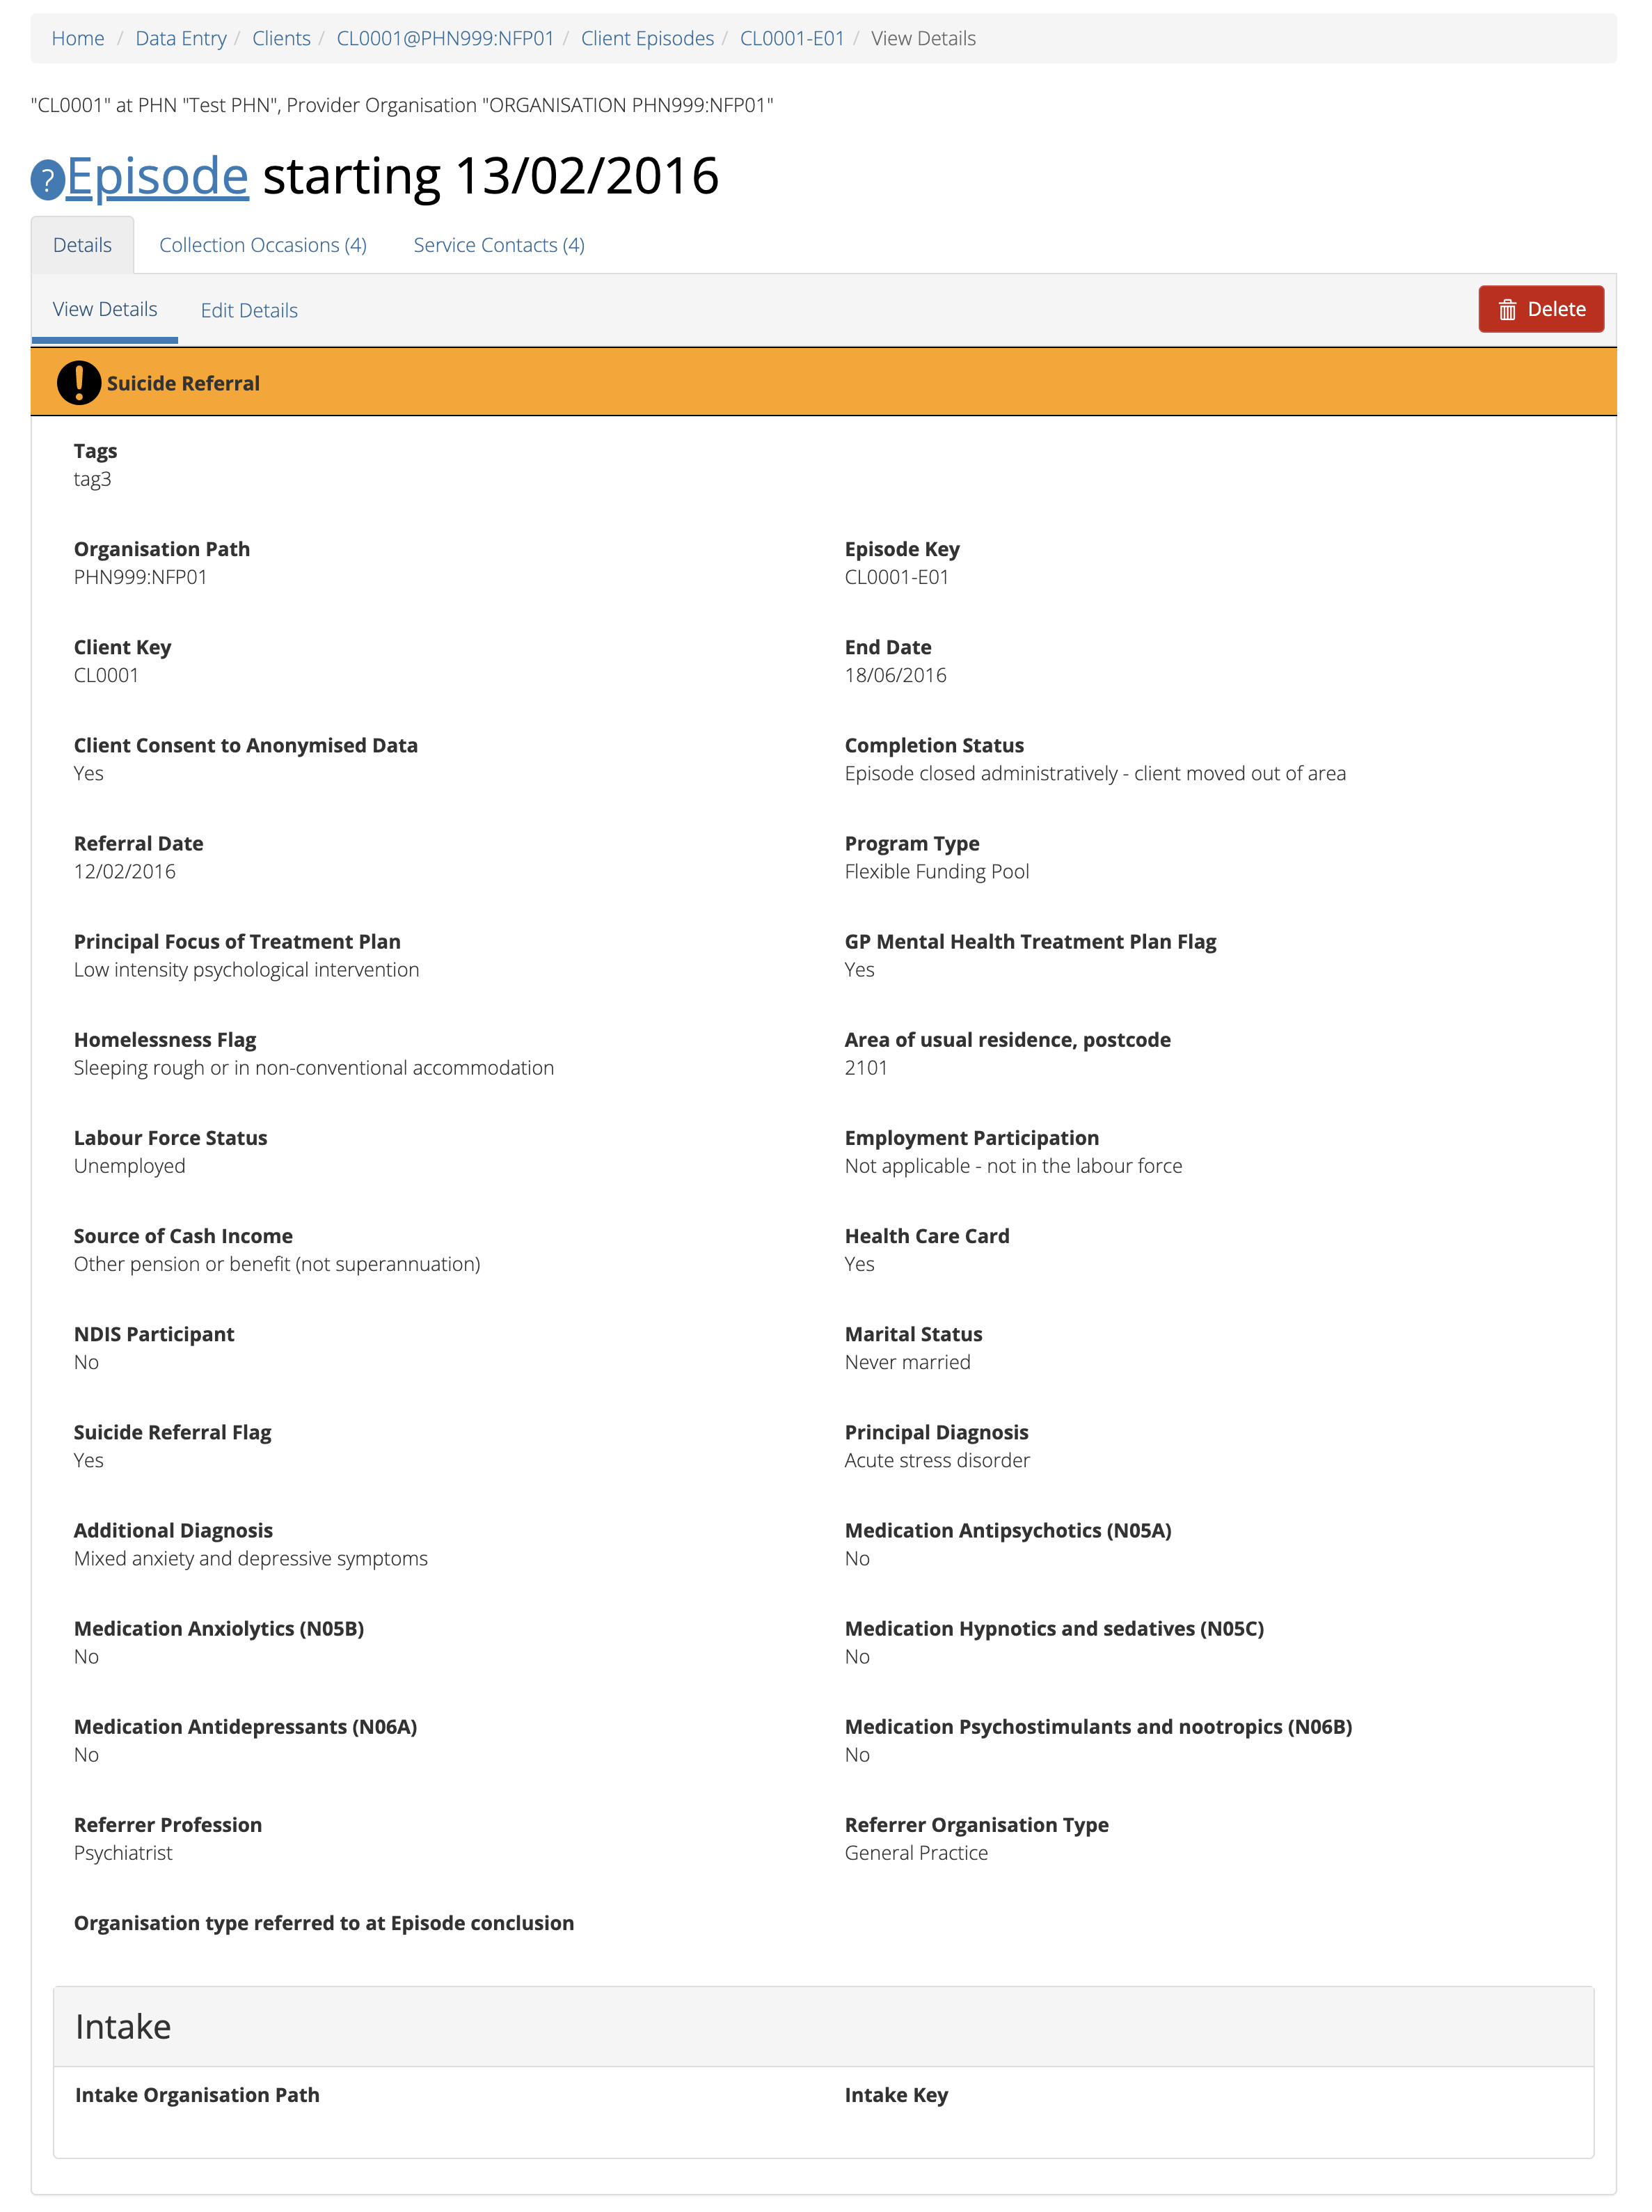 Home / Data Entry / Clients / CL0001@PHN999:NFP01 / Client Episodes / CL0001-E01 / View Details
"CL0001" at PHN "Test PHN", Provider Organisation "ORGANISATION PHN999:NFP01"
?Episode starting 13/02/2016
Details Collection Occasions (4) Service Contacts (4)
View Details Edit Details Delete
! Suicide Referral
Tags
tag3
Organisation Path Episode Key
PHN999:NFP01 CL0001-E01
Client Key End Date
CL0001 18/06/2016
Client Consent to Anonymised Data Completion Status
Yes Episode closed administratively - client moved out of area
Referral Date Program Type
12/02/2016 Flexible Funding Pool
Principal Focus of Treatment Plan GP Mental Health Treatment Plan Flag
Low intensity psychological intervention Yes
Homelessness Flag Area of usual residence, postcode
Sleeping rough or in non-conventional accommodation 2101
Labour Force Status Employment Participation
Unemployed Not applicable - not in the labour force
Source of Cash Income Health Care Card
Other pension or benefit (not superannuation) Yes
NDIS Participant Marital Status
No Never married
Suicide Referral Flag Principal Diagnosis
Yes Acute stress disorder
Additional Diagnosis Medication Antipsychotics (N05A)
Mixed anxiety and depressive symptoms No
Medication Anxiolytics (N05B) Medication Hypnotics and sedatives (N05C)
No No
Medication Antidepressants (N06A) Medication Psychostimulants and nootropics (N06B)
No No
Referrer Profession Referrer Organisation Type
Psychiatrist General Practice
Organisation type referred to at Episode conclusion
Intake
Intake Organisation Path Intake Key